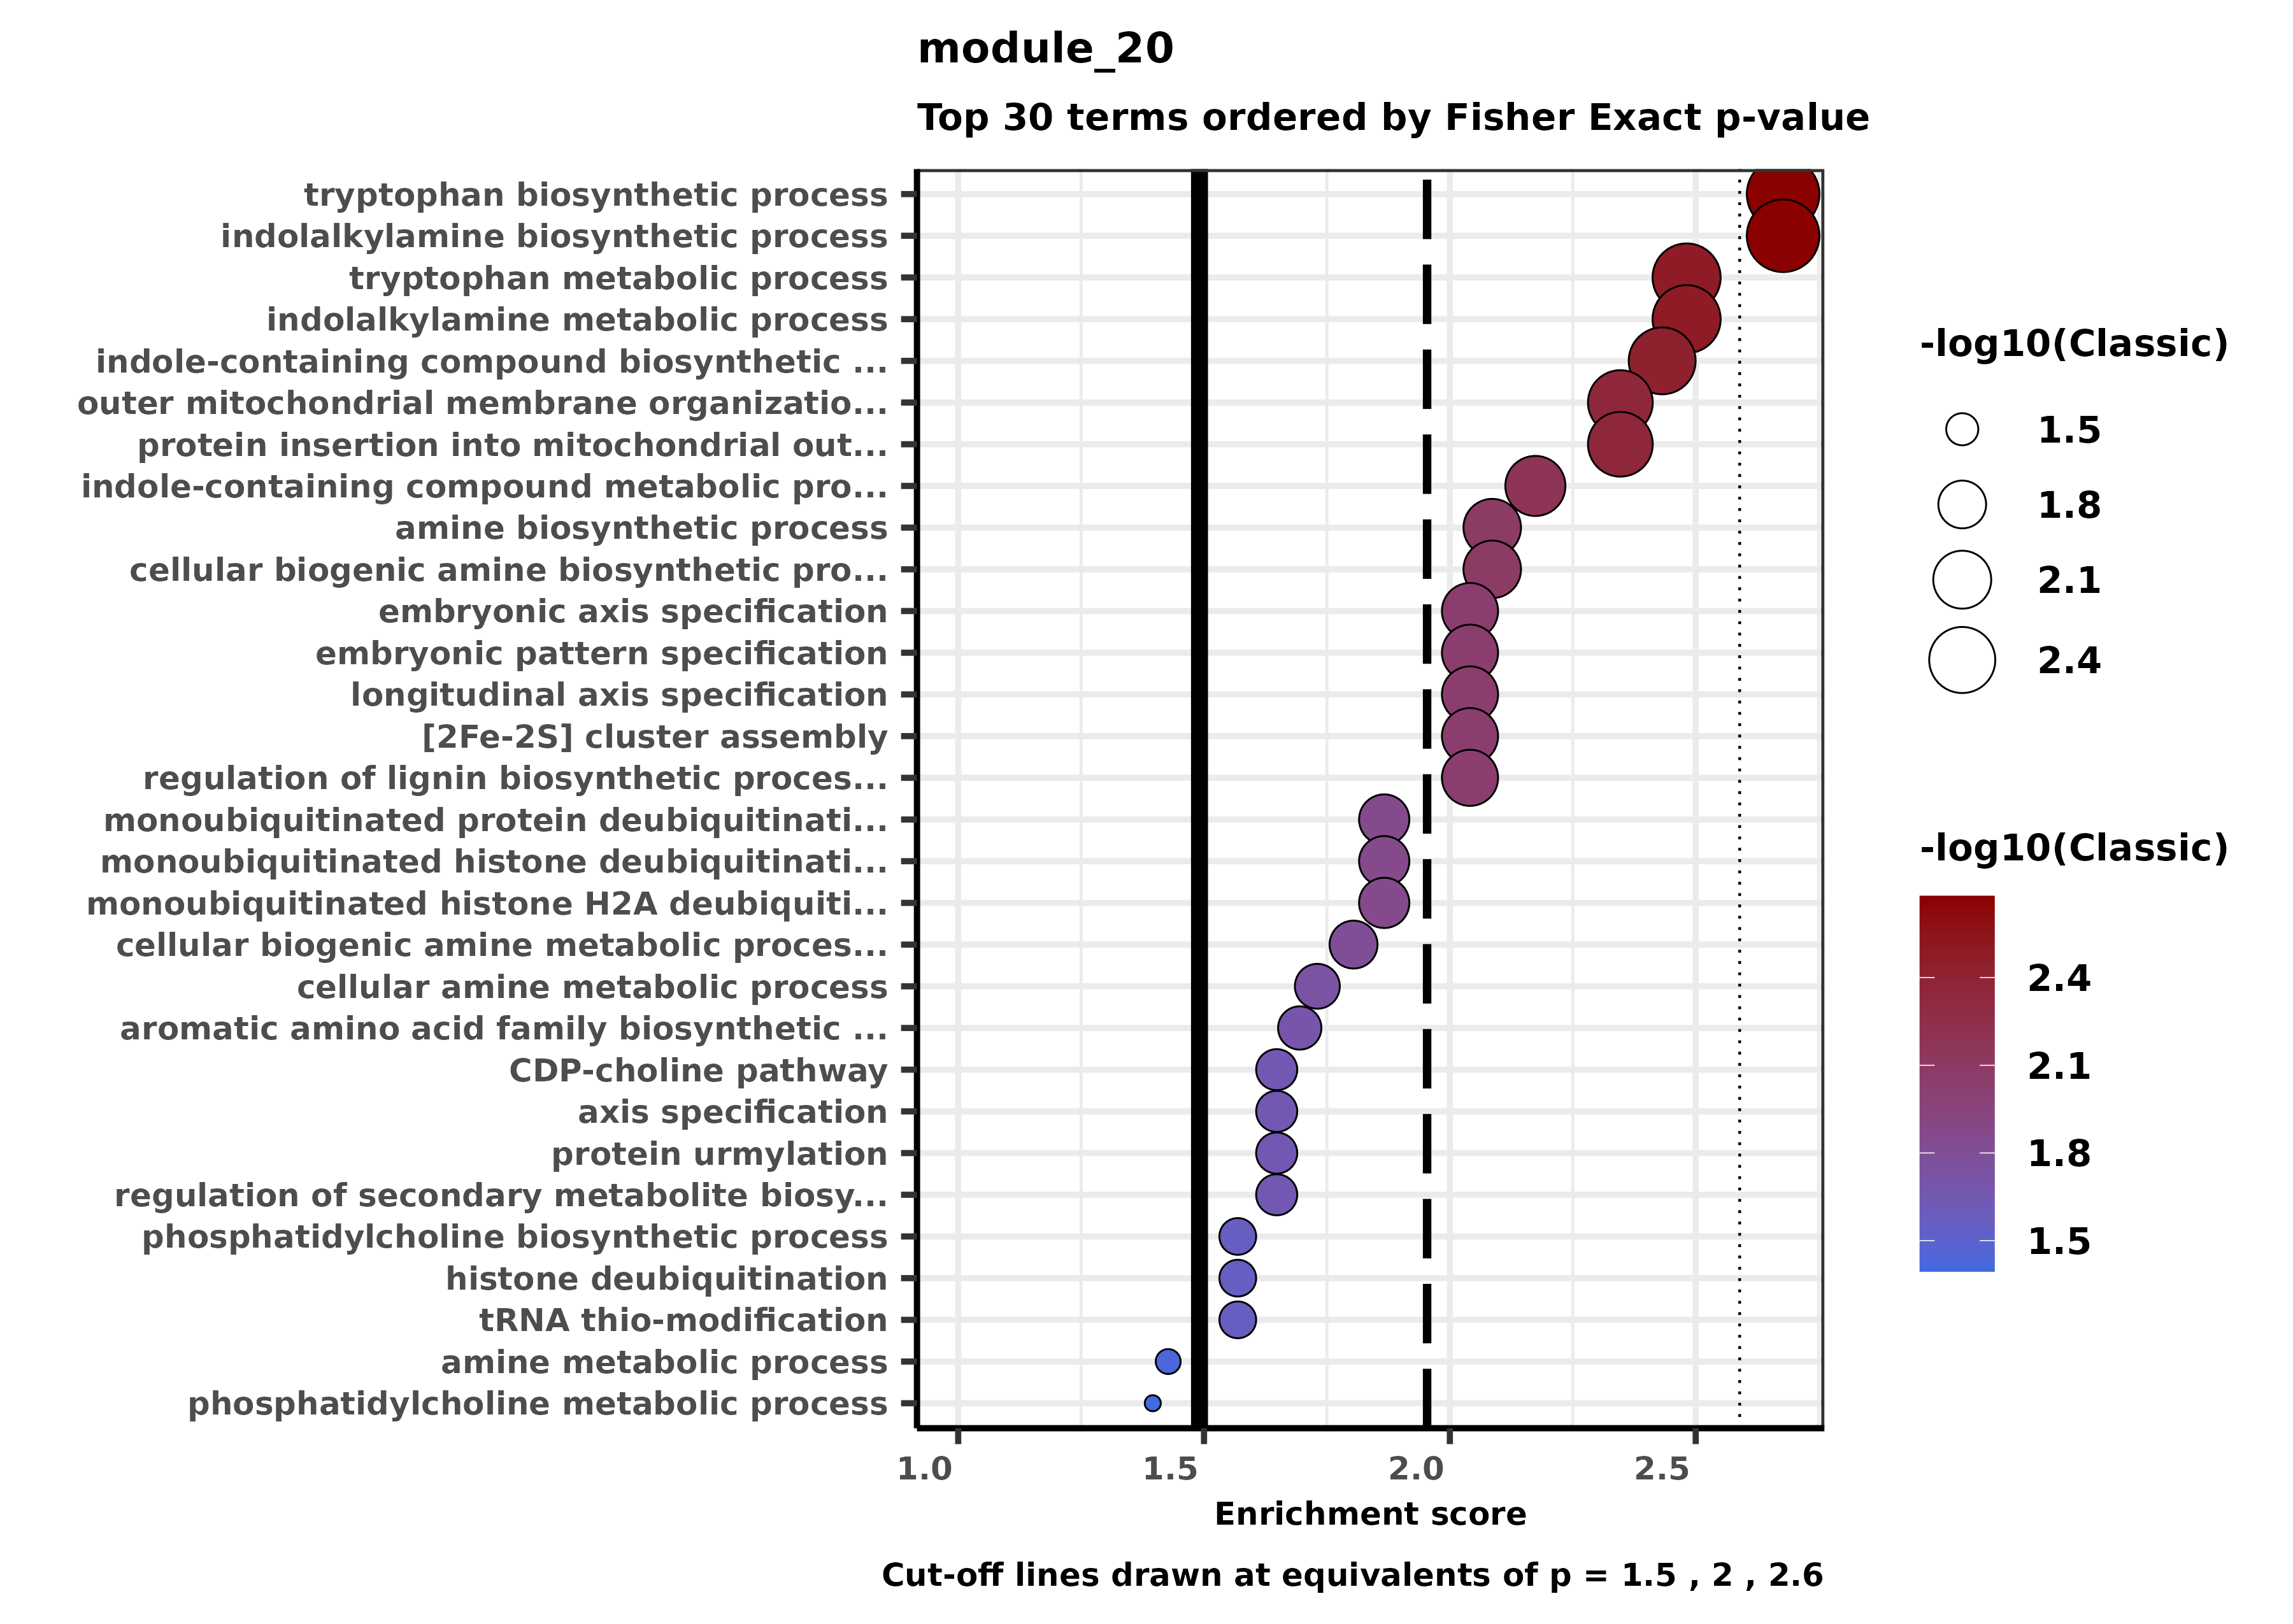 module_20
Top 30 terms ordered by Fisher Exact p-value
tryptophan biosynthetic process
indolalkylamine biosynthetic process
tryptophan metabolic process
indolalkylamine metabolic process
indole-containing compound biosynthetic ...
outer mitochondrial membrane organizatio...
protein insertion into mitochondrial out...
indole-containing compound metabolic pro...
amine biosynthetic process
cellular biogenic amine biosynthetic pro...
embryonic axis specification
embryonic pattern specification
longitudinal axis specification
[2Fe-2S] cluster assembly
regulation of lignin biosynthetic proces...
monoubiquitinated protein deubiquitinati...
monoubiquitinated histone deubiquitinati...
monoubiquitinated histone H2A deubiquiti...
cellular biogenic amine metabolic proces...
cellular amine metabolic process
aromatic amino acid family biosynthetic ...
CDP-choline pathway
axis specification
protein urmylation
regulation of secondary metabolite biosy...
phosphatidylcholine biosynthetic process
histone deubiquitination
tRNA thio-modification
amine metabolic process
phosphatidylcholine metabolic process
1.0 1.5 2.0 2.5
Enrichment score
Cut-off lines drawn at equivalents of p = 1.5 , 2 , 2.6
-log10(Classic)
1.5
1.8
2.1
2.4
-log10(Classic)
2.4
2.1
1.8
1.5